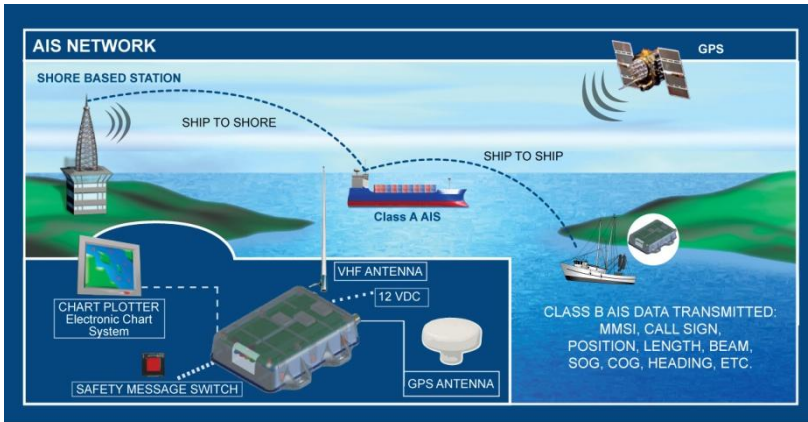 AIS NETWORK
GPS
SHORE BASED STATION
SHIP TO SHORE
SHIP TO SHIP
Class A AIS
VHF ANTENNA
12 VDC
CHART PLOTTER
Electronic Chart
System
SAFETY MESSAGE SWITCH
GPS ANTENNA
CLASS B AIS DATA TRANSMITTED:
MMSI, CALL SIGN,
POSITION, LENGTH, BEAM,
SOG, COG, HEADING, ETC.